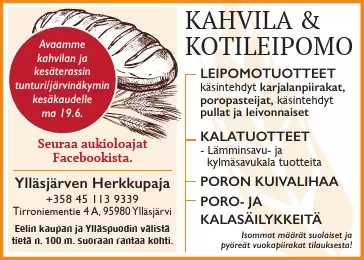 Avaamme
kahvilan ja
kesäterassin
tunturi/järvinäkymin
kesäkaudelle
ma 19.6.
Seuraa aukioloajat
Facebookista.
Ylläsjärven Herkkupaja
+358 45 113 9339
Tirroniementie 4 A, 95980 Ylläsjärvi
Eelin kaupan ja Ylläspuodin välistä
tietä n. 100 m. suoraan rantaa kohti.
KAHVILA &
KOTILEIPOMO
LEIPOMOTUOTTEET
käsintehdyt karjalanpiirakat,
poropasteijat, käsintehdyt
pullat ja leivonnaiset
KALATUOTTEET
- Lämminsavu- ja
kylmäsavukala tuotteita
PORON KUIVALIHAA
PORO- JA
KALASÄILYKKEITÄ
Isommat määrät suolaiset ja
pyöreät vuokapiirakat tilauksesta!